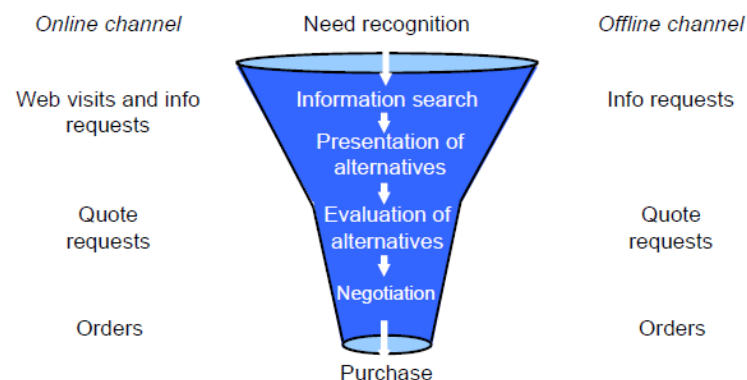 Online channel
Need recognition
Offline channel
Web visits and info
requests
Information search
Info requests
Presentation of
alternatives
Quote
requests
Evaluation of
alternatives
Quote
requests
Negotiation
Orders
Orders
Purchase